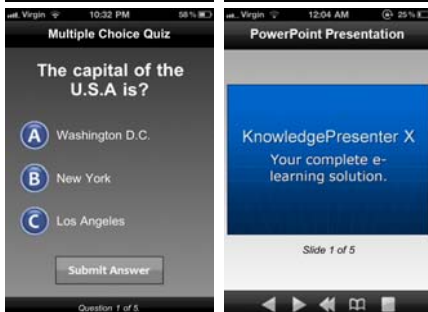 Virgin 10:32 PM 58%
Multiple Choice Quiz
The capital of the
U.S.A is?
A Washington D.C.
B New York
C Los Angeles
Submit Answer
Question 1 of 5
Virgin 12:04 AM 25%
PowerPoint Presentation
KnowledgePresenter X
Your complete e-
learning solution.
Slide 1 of 5